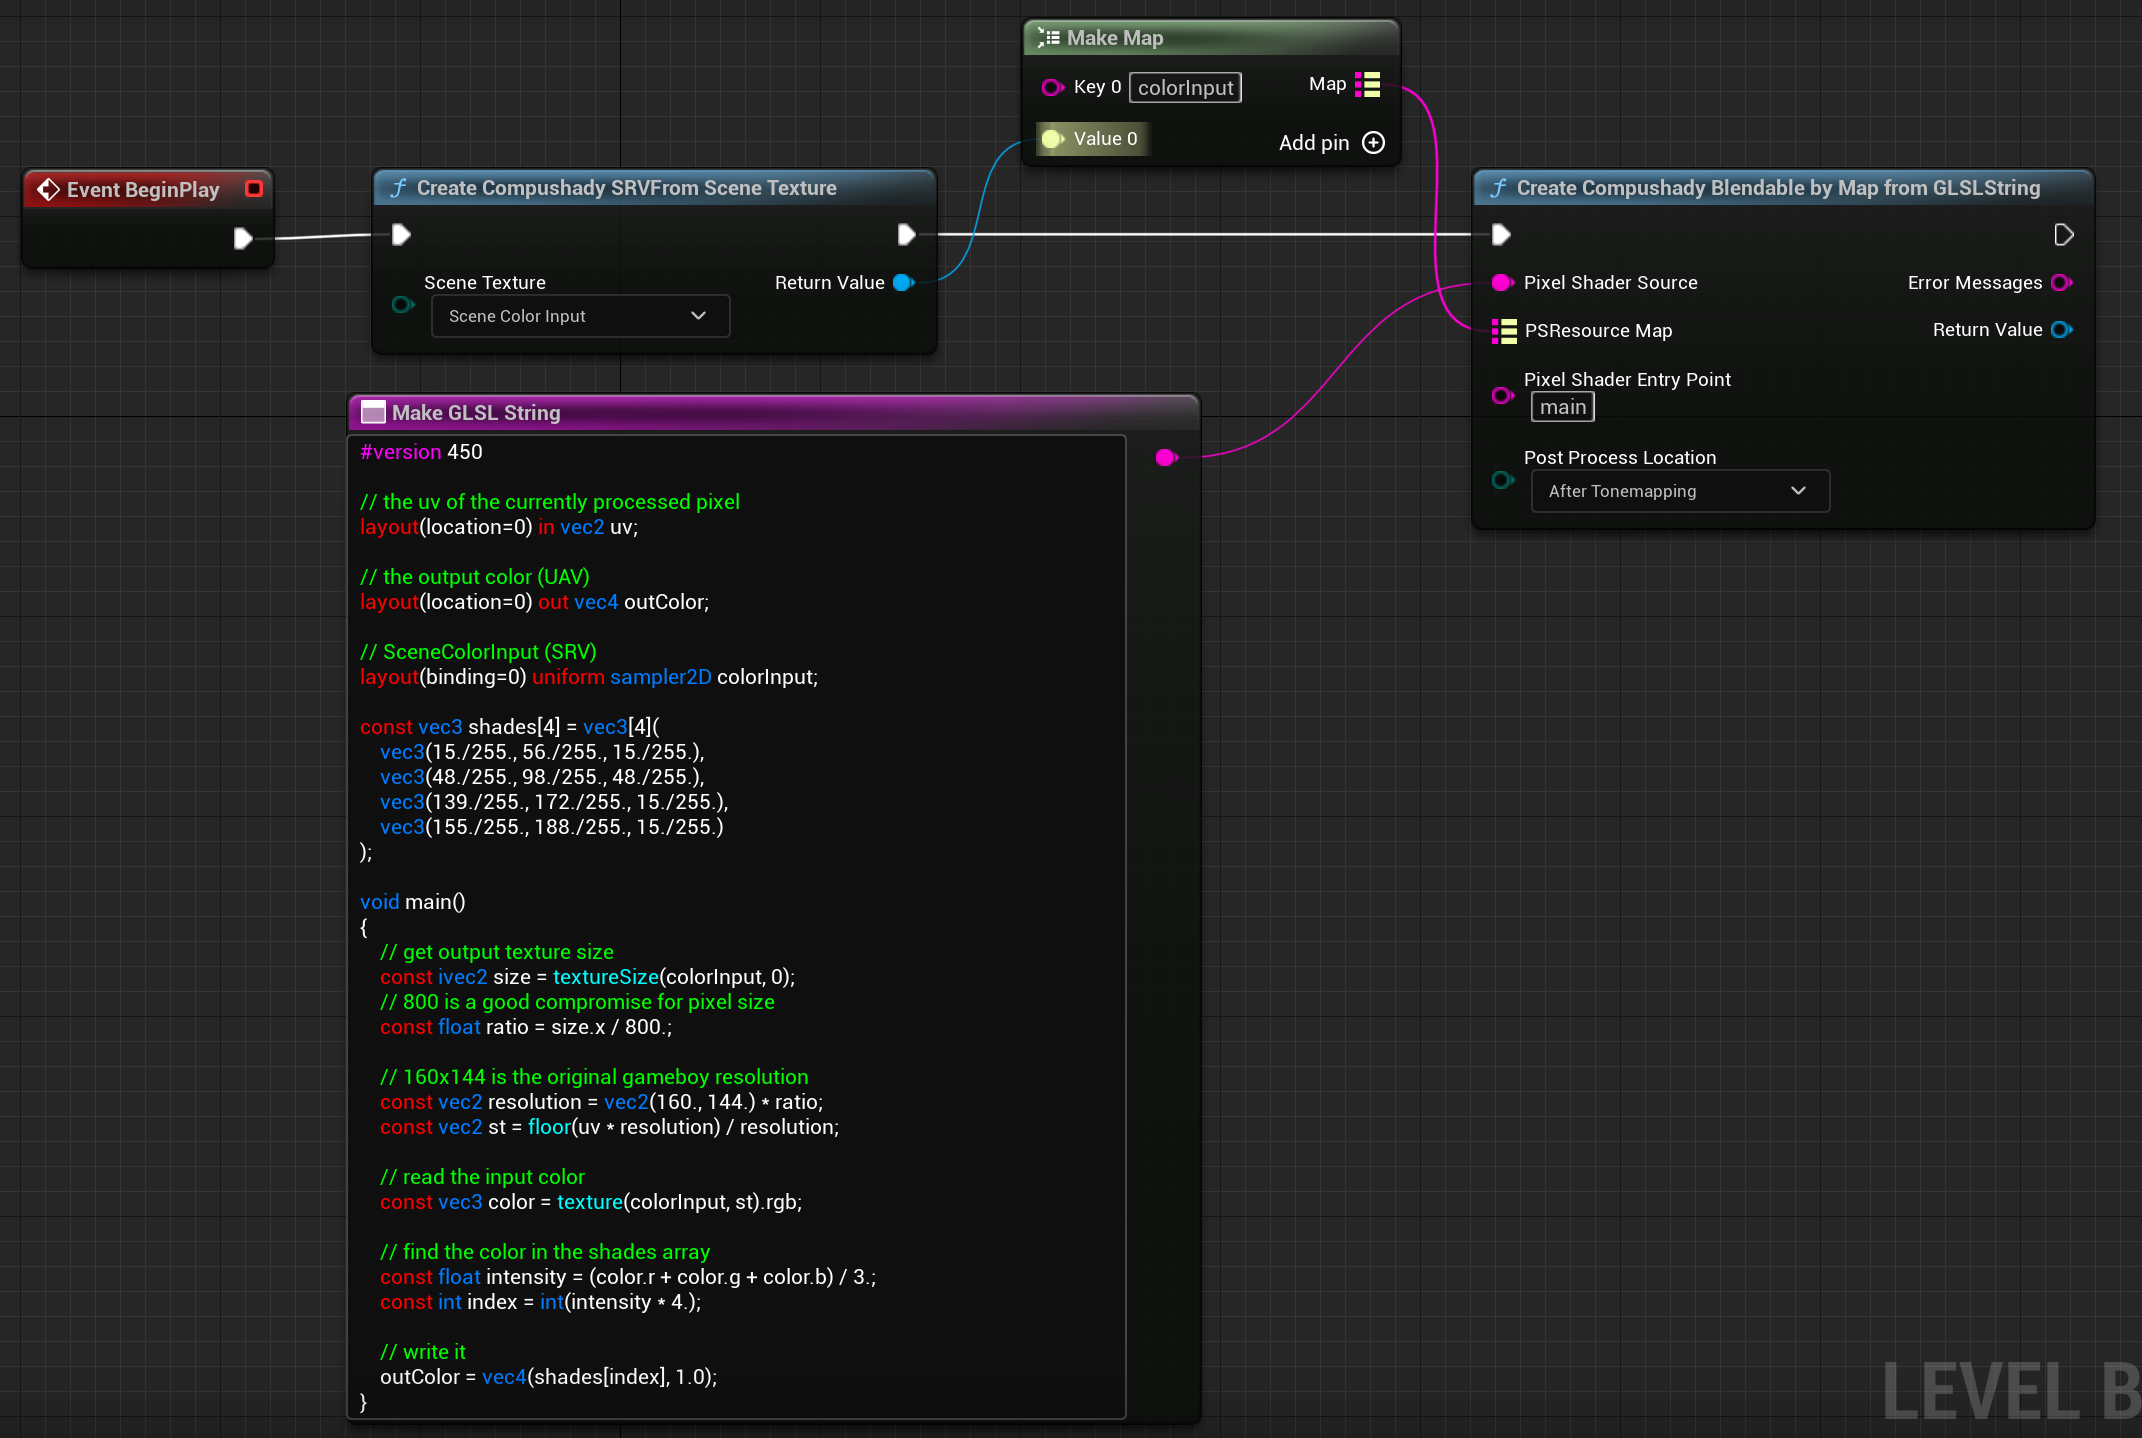 Make Map
Key 0 colorInput
Map
Value 0
Add pin
Event BeginPlay
Create Compushady SRVFrom Scene Texture
Scene Texture
Scene Color Input
Return Value
Create Compushady Blendable by Map from GLSLString
Pixel Shader Source
Error Messages
PSResource Map
Return Value
Pixel Shader Entry Point
main
Post Process Location
After Tonemapping
Make GLSL String
#version 450
// the uv of the currently processed pixel
layout(location=0) in vec2 uv;
// the output color (UAV)
layout(location=0) out vec4 outColor;
// SceneColorInput (SRV)
layout(binding=0) uniform sampler2D colorInput;
const vec3 shades[4] = vec3[4](
vec3(15./255., 56./255., 15./255.),
vec3(48./255., 98./255., 48./255.),
vec3(139./255., 172./255., 15./255.),
vec3(155./255., 188./255., 15./255.)
);
void main()
{
// get output texture size
const ivec2 size = textureSize(colorInput, 0);
// 800 is a good compromise for pixel size
const float ratio = size.x / 800.;
// 160x144 is the original gameboy resolution
const vec2 resolution = vec2(160., 144.) * ratio;
const vec2 st = floor(uv * resolution) / resolution;
// read the input color
const vec3 color = texture(colorInput, st).rgb;
// find the color in the shades array
const float intensity = (color.r + color.g + color.b) / 3.;
const int index = int(intensity * 4.);
// write it
outColor = vec4(shades[index], 1.0);
}
LEVEL B